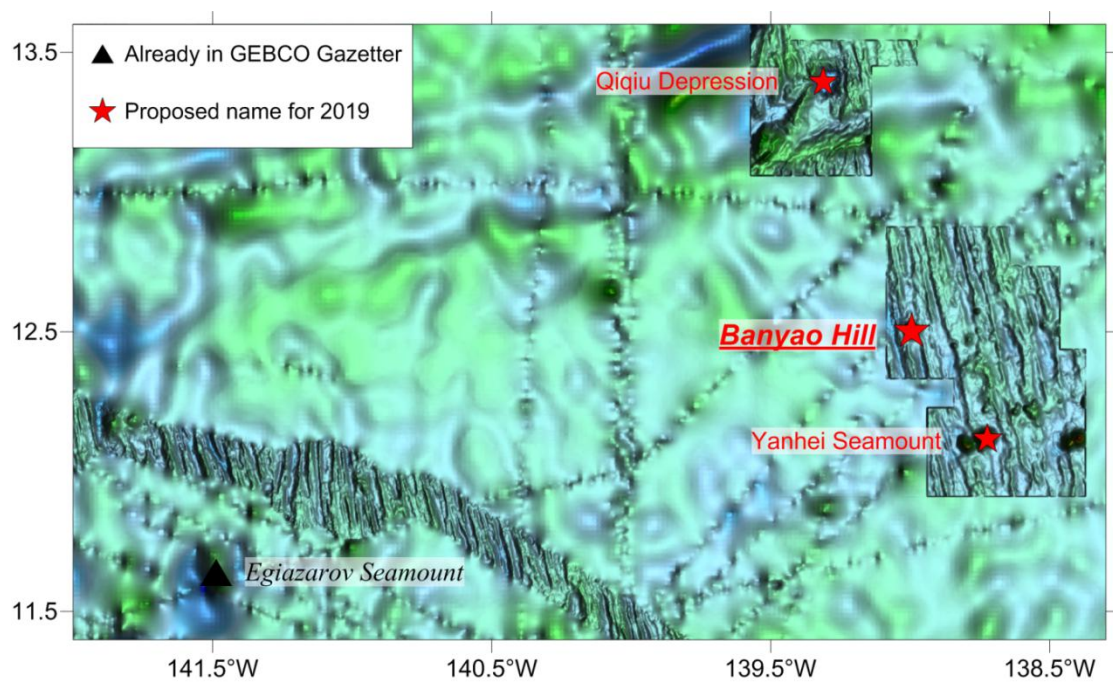 13.5
Already in GEBCO Gazetter
Proposed name for 2019
Qiqiu Depression
12.5
Banyao Hill
Yanhei Seamount
Egiazarov Seamount
11.5
141.5°W 140.5°W 139.5°W 138.5°W